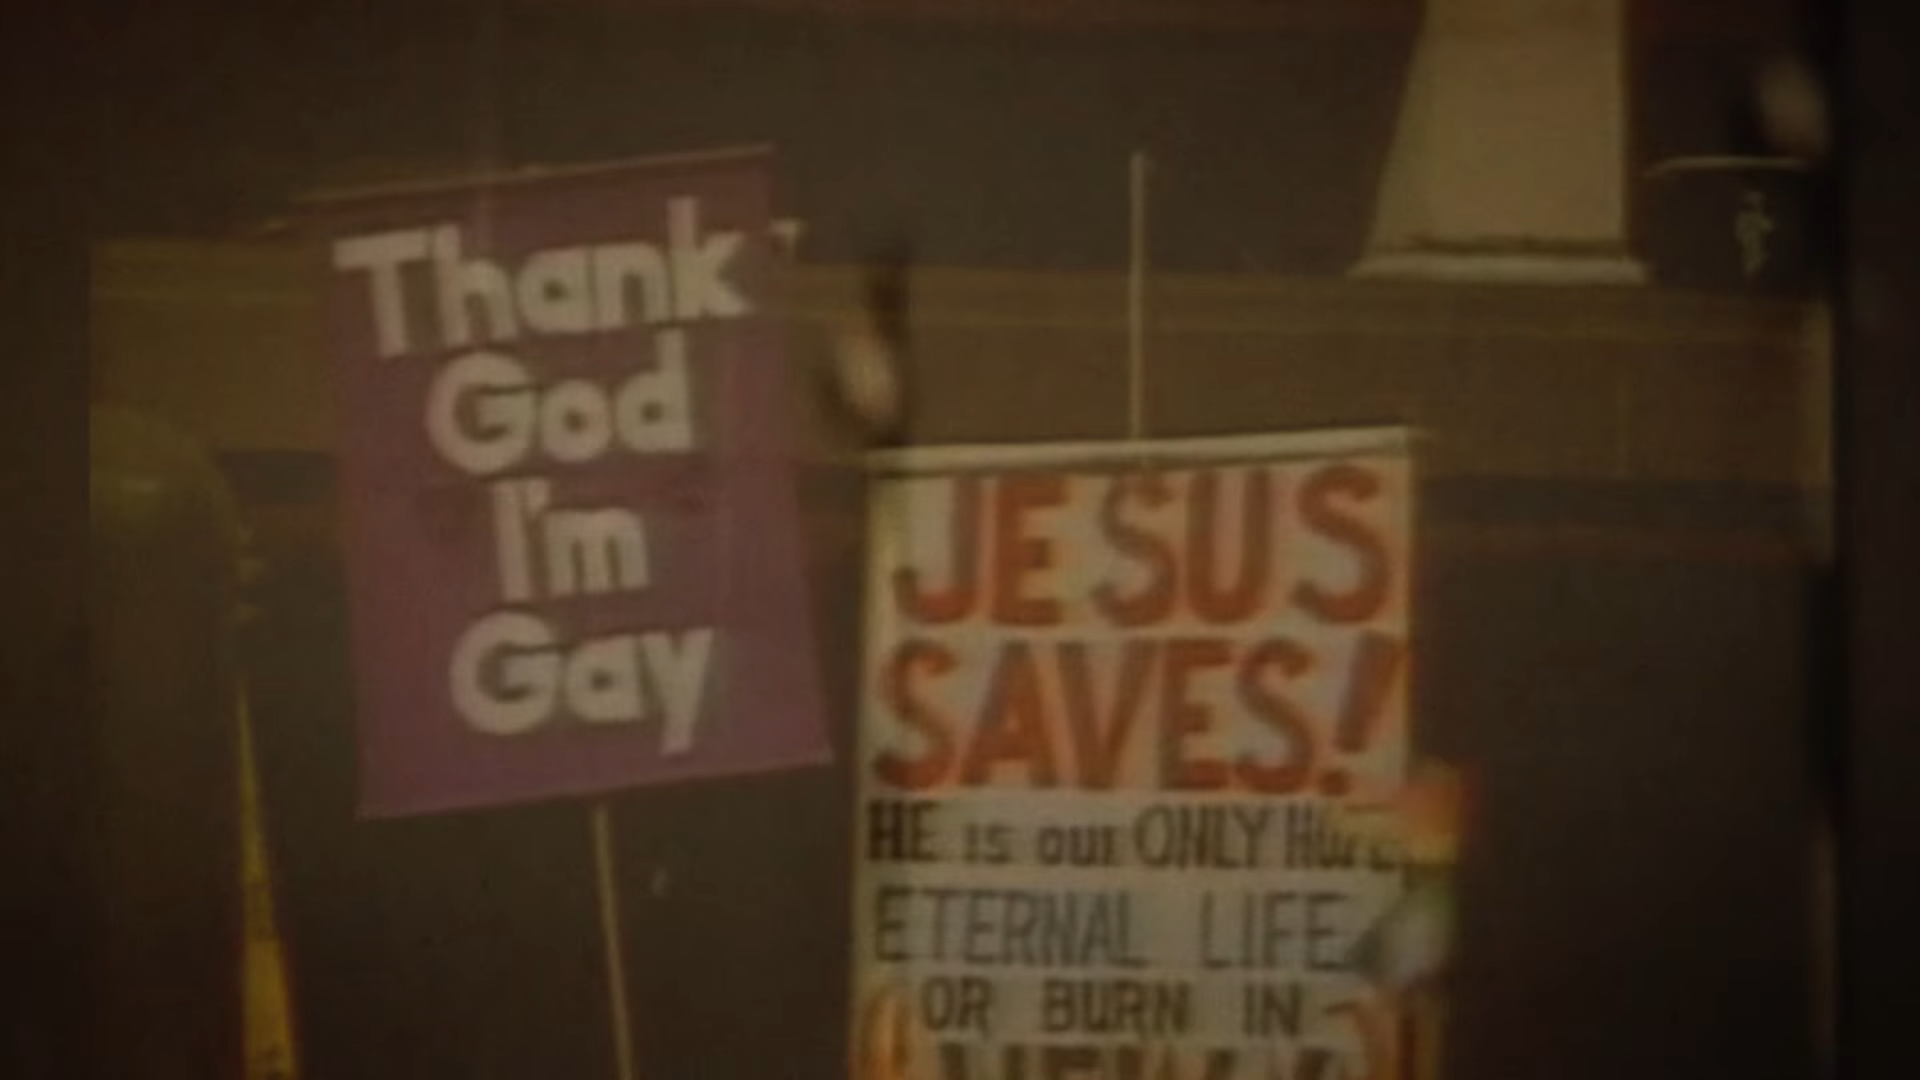 Thank
God
I'm
Gay
JESUS
SAVES!
HE is our ONLY
ETERNAL LIFE
OR BURN IN